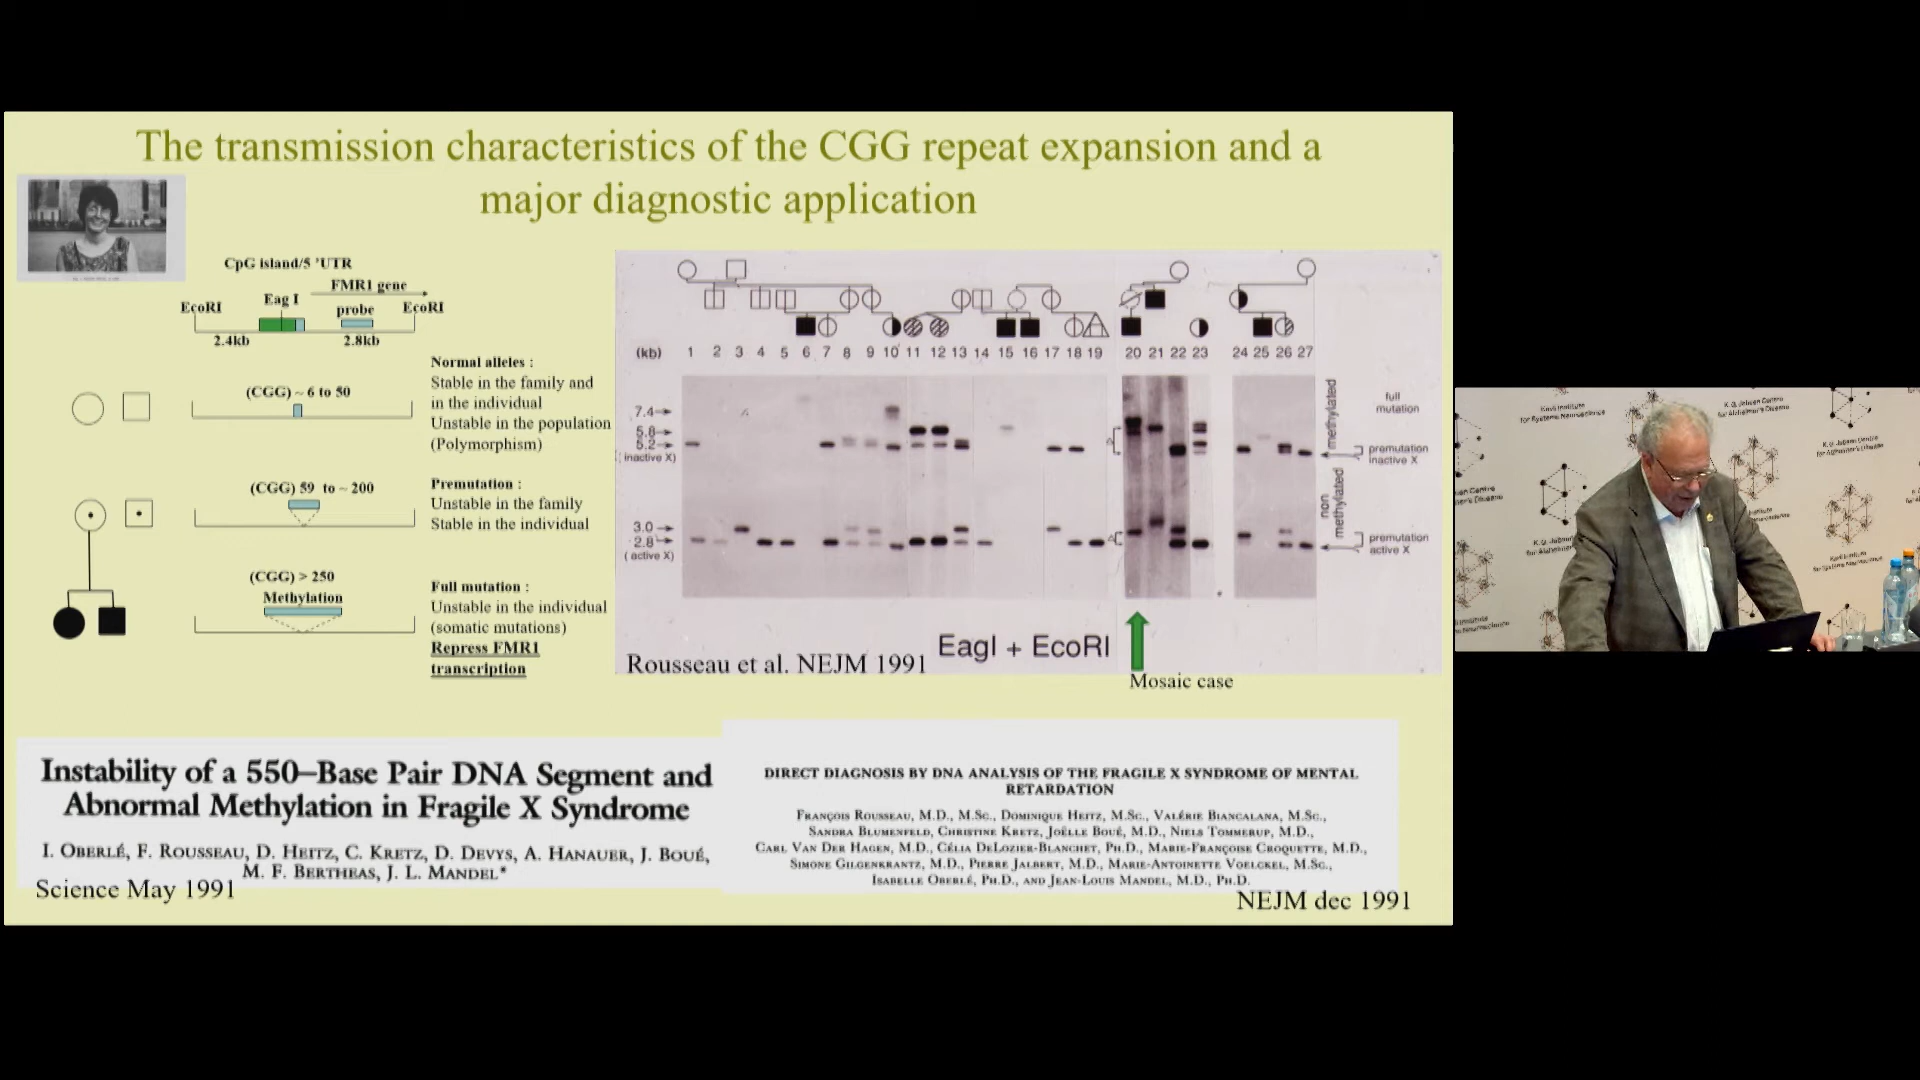 The transmission characteristics of the CGG repeat expansion and a
major diagnostic application
CpG island/5 'UTR
FMR1 gene
EcoRI
Eag I
probe
EcoRI
2.4kb
2.8kb
(CGG) ~ 6 to 50
Normal alleles :
Stable in the family and
in the individual
Unstable in the population
(Polymorphism)
(CGG) 59 to ~ 200
Premutation :
Unstable in the family
Stable in the individual
(CGG) > 250
Methylation
Full mutation :
Unstable in the individual
(somatic mutations)
Repress FMR1
transcription
(kb) 1 2 3 4 5 6 7 8 9 10 11 12 13 14 15 16 17 18 19 20 21 22 23 24 25 26 27
7.4
5.8
5.2
(inactive X)
3.0
2.8
(active X)
methylated
non
methylated
full
mutation
premutation
inactive X
premutation
active X
EagI + EcoRI
Rousseau et al. NEJM 1991
Mosaic case
Instability of a 550–Base Pair DNA Segment and
Abnormal Methylation in Fragile X Syndrome
I. Oberlé, F. Rousseau, D. Heitz, C. Kretz, D. Devys, A. Hanauer, J. Boué,
M. F. Bertheas, J. L. Mandel*
Science May 1991
DIRECT DIAGNOSIS BY DNA ANALYSIS OF THE FRAGILE X SYNDROME OF MENTAL
RETARDATION
François Rousseau, M.D., M.Sc., Dominique Heitz, M.Sc., Valérie Biancalana, M.Sc.,
Sandra Blumenfeld, Christine Kretz, Joëlle Boué, M.D., Niels Tommerup, M.D.,
Carl Van Der Hagen, M.D., Célia DeLozier-Blanchet, Ph.D., Marie-Françoise Croquette, M.D.,
Simone Gilgenkrantz, M.D., Pierre Jalbert, M.D., Marie-Antoinette Voelckel, M.Sc.,
Isabelle Oberlé, Ph.D., and Jean-Louis Mandel, M.D., Ph.D.
NEJM dec 1991
Kavli Institute
for Systems Neuroscience
K.G. Jebsen Centre
for Alzheimer's Disease